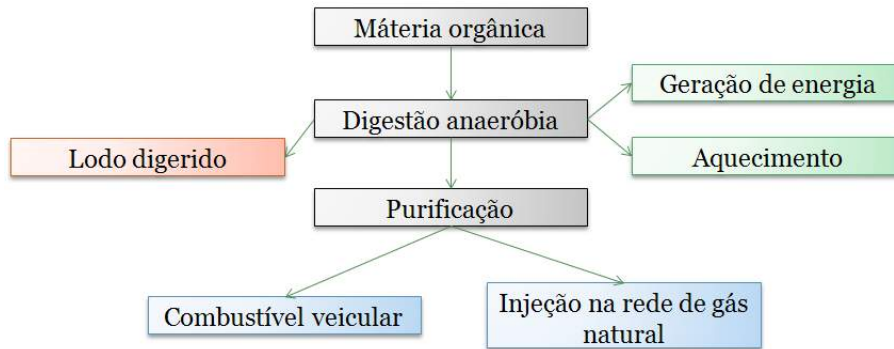 Máteria orgânica
Geração de energia
Digestão anaeróbia
Lodo digerido
Aquecimento
Purificação
Combustível veicular
Injeção na rede de gás
natural